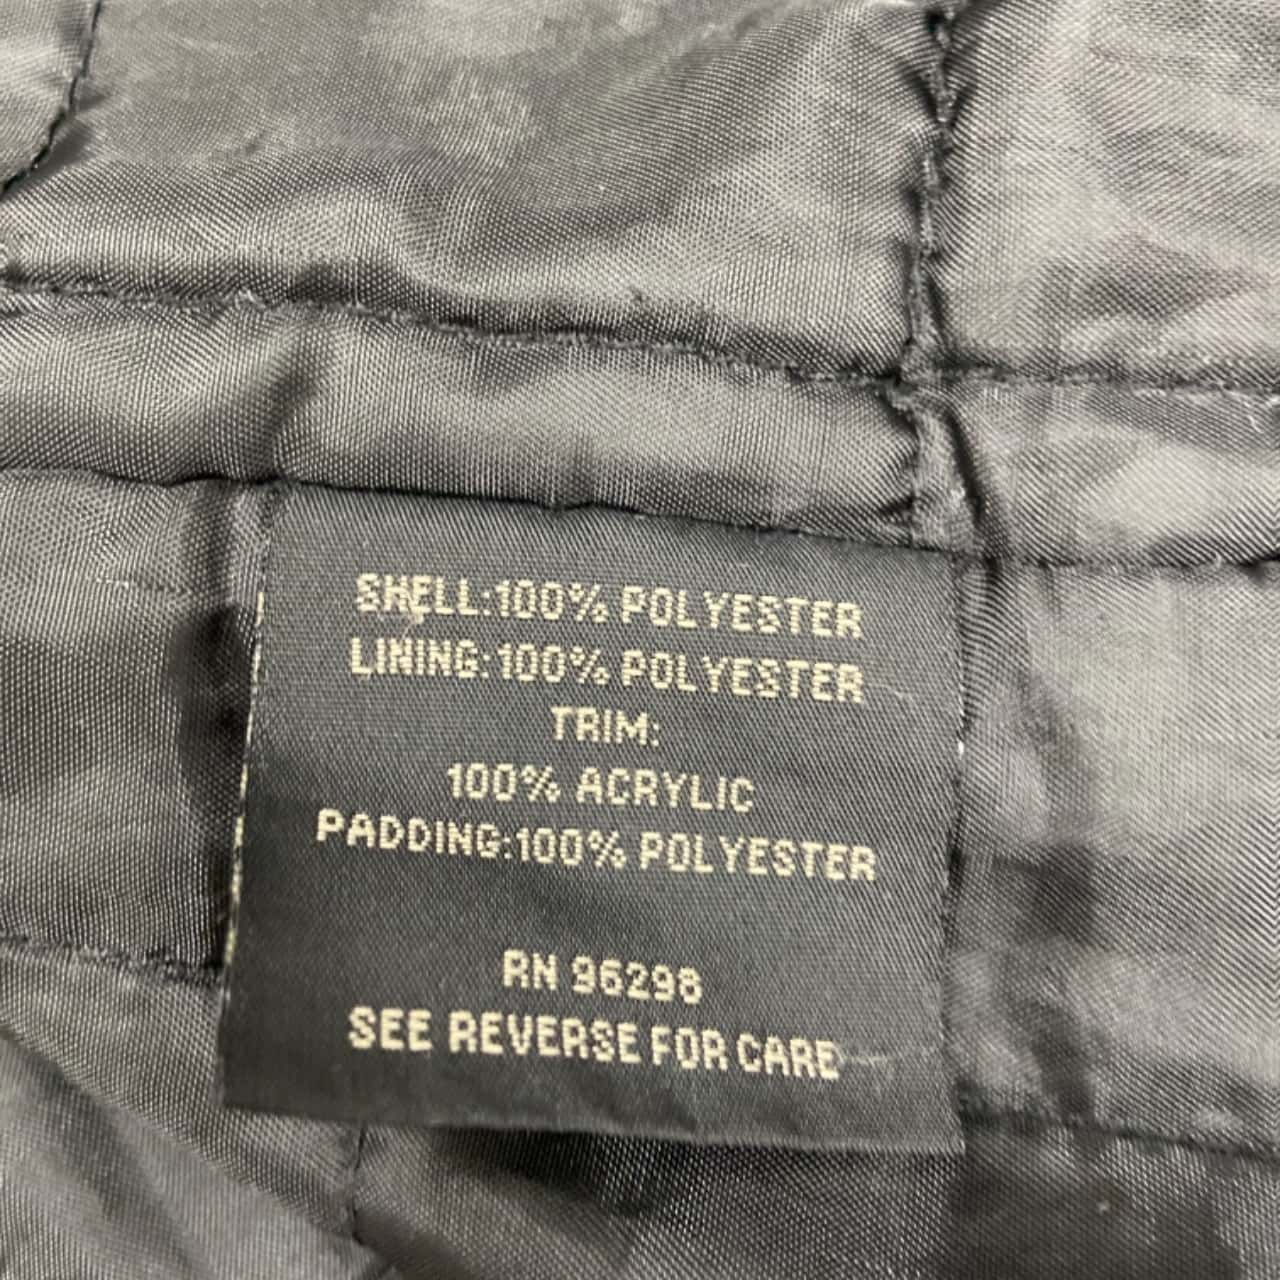 SHELL:100% POLYESTER
LINING:100% POLYESTER
TRIM:
100% ACRYLIC
PADDING:100% POLYESTER
RN 96298
SEE REVERSE FOR CARE